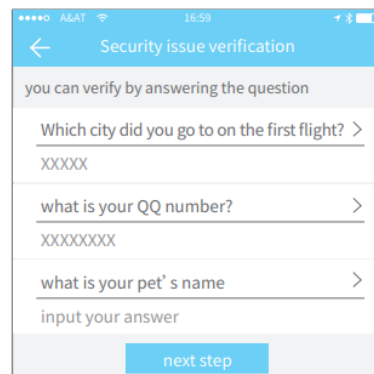 A&AT 16:59
Security issue verification
you can verify by answering the question
Which city did you go to on the first flight? >
XXXXX
what is your QQ number? >
XXXXXXXX
what is your pet' s name >
input your answer
next step